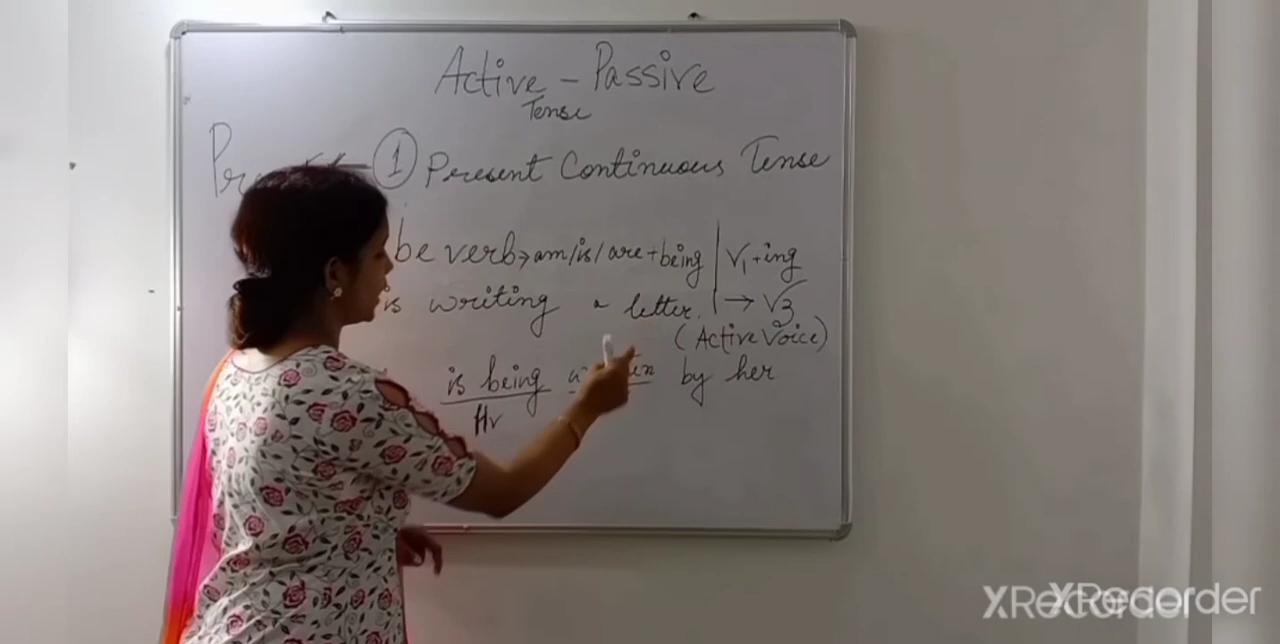 Active - Passive
Tense
① Present Continuous Tense
be verb → am/is/are + being | V1 + ing
is writing a letter. | → V3
(Active Voice)
is being by her
Hv
XRecorder
XRecorder